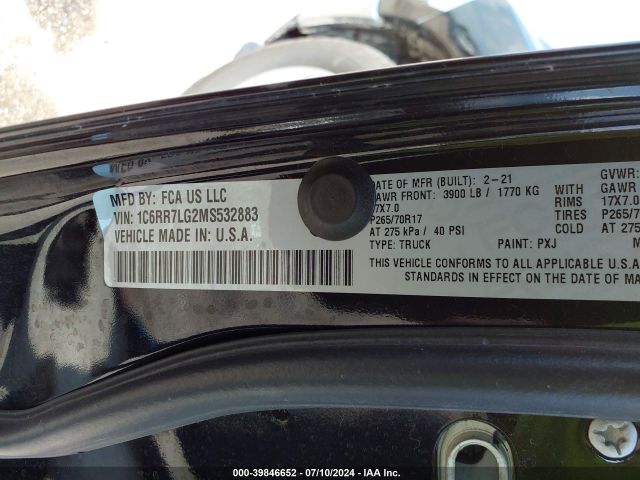 MFD BY: FCA US LLC
VIN: 1C6RR7LG2MS532883
VEHICLE MADE IN: U.S.A.
DATE OF MFR (BUILT): 2-21
GAWR FRONT: 3900 LB / 1770 KG
17X7.0
P265/70R17
AT 275 kPa / 40 PSI
TYPE: TRUCK PAINT: PXJ
THIS VEHICLE CONFORMS TO ALL APPLICABLE U.S.A.
STANDARDS IN EFFECT ON THE DATE OF MA
GVWR:
WITH GAWR
RIMS 17X7.0
TIRES P265/7
COLD AT 275
M
000-39846652 / 07/10/2024 - IAA Inc.